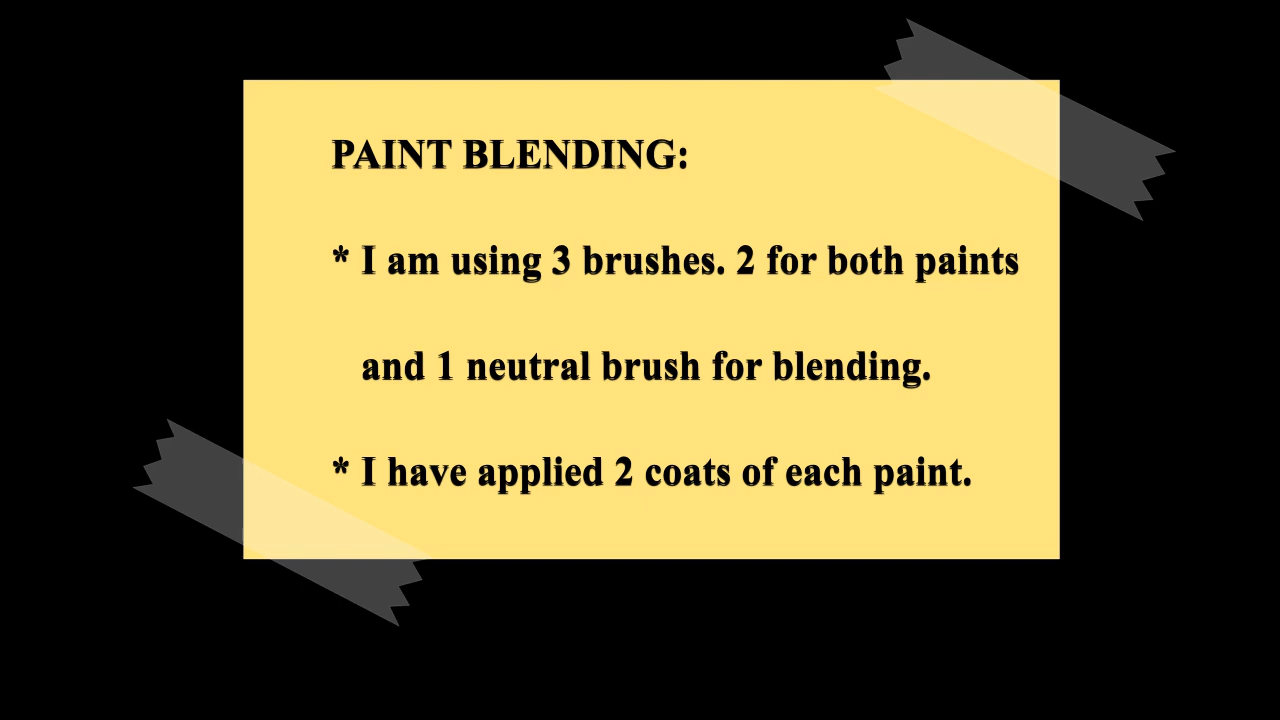 PAINT BLENDING:
* I am using 3 brushes. 2 for both paints
and 1 neutral brush for blending.
* I have applied 2 coats of each paint.